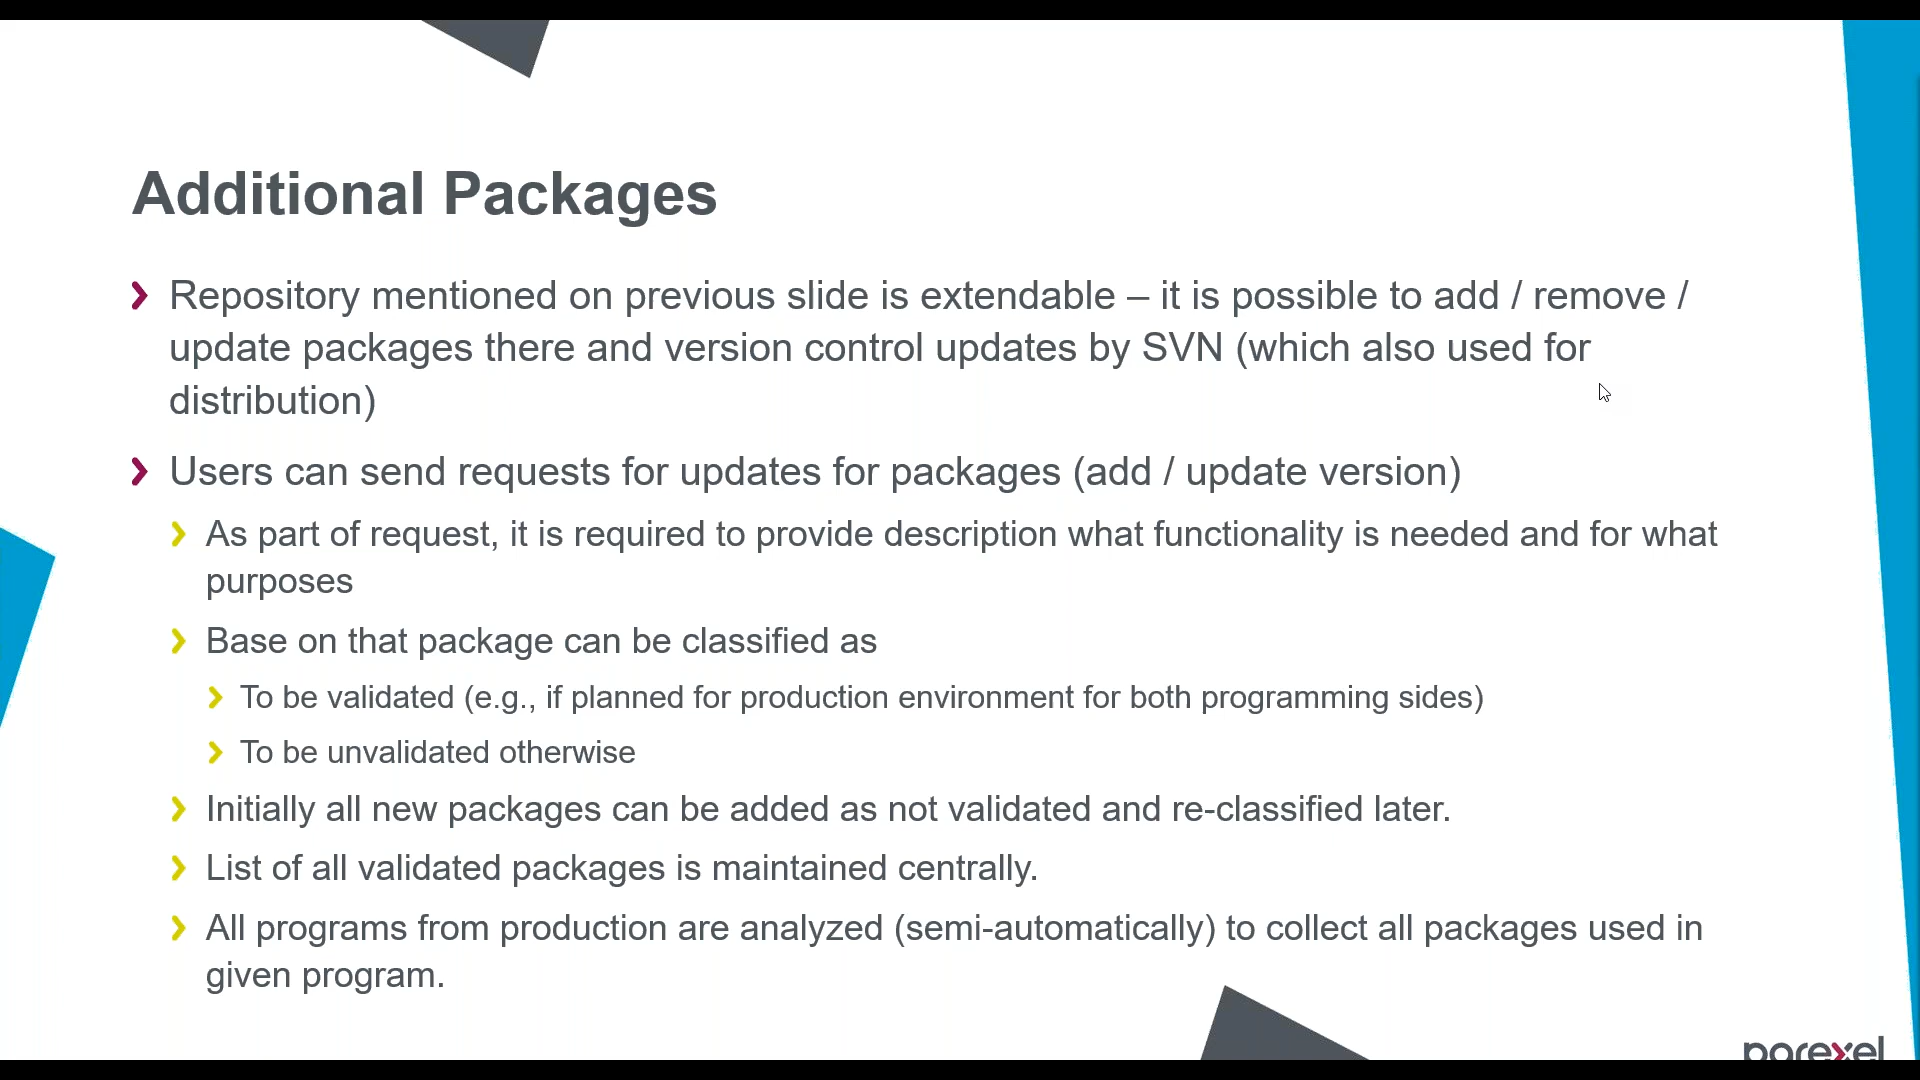 Additional Packages
Repository mentioned on previous slide is extendable – it is possible to add / remove /
update packages there and version control updates by SVN (which also used for
distribution)
Users can send requests for updates for packages (add / update version)
As part of request, it is required to provide description what functionality is needed and for what
purposes
Base on that package can be classified as
To be validated (e.g., if planned for production environment for both programming sides)
To be unvalidated otherwise
Initially all new packages can be added as not validated and re-classified later.
List of all validated packages is maintained centrally.
All programs from production are analyzed (semi-automatically) to collect all packages used in
given program.
parexel